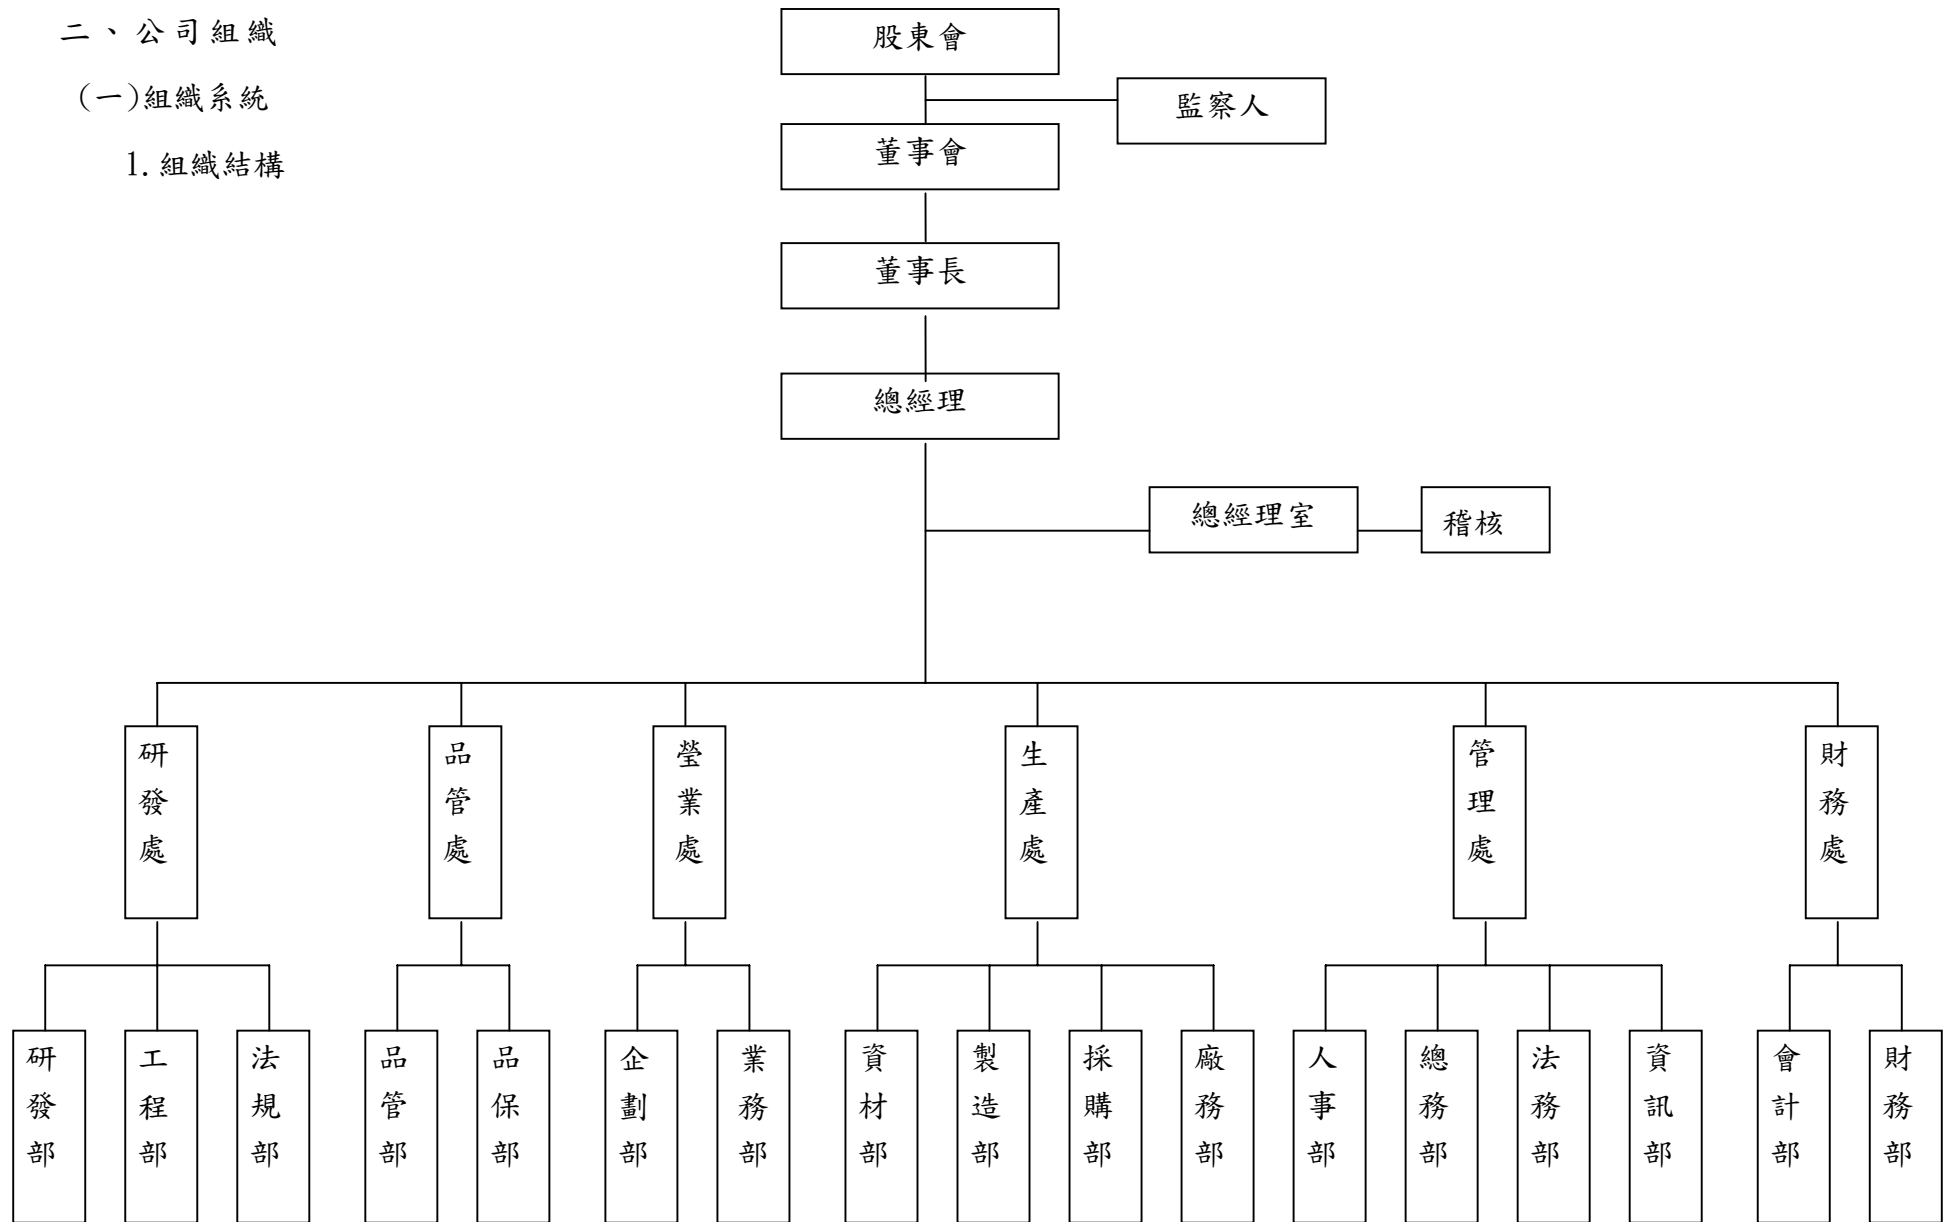 二、公司組織
(一)組織系統
1.組織結構
股東會
監察人
董事會
董事長
總經理
總經理室
稽核
研發處
品管處
瑩業處
生產處
管理處
財務處
研發部
工程部
法規部
品管部
品保部
企劃部
業務部
資材部
製造部
採購部
廠務部
人事部
總務部
法務部
資訊部
會計部
財務部